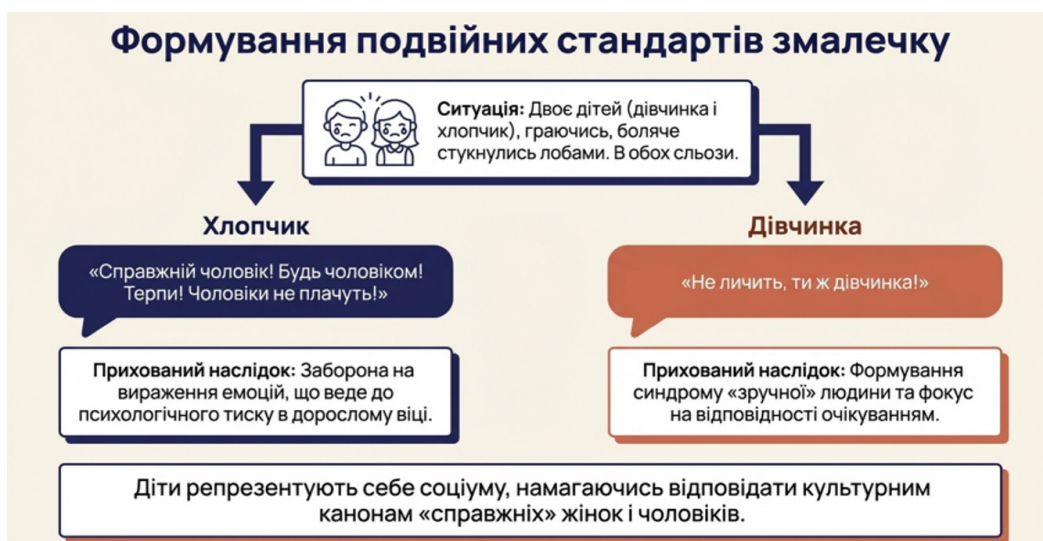 Формування подвійних стандартів змалечку
Ситуація: Двоє дітей (дівчинка і
хлопчик), граючись, боляче
стукнулись лобами. В обох сльози.
Хлопчик
«Справжній чоловік! Будь чоловіком!
Терпи! Чоловіки не плачуть!»
Прихований наслідок: Заборона на
вираження емоцій, що веде до
психологічного тиску в дорослому віці.
Дівчинка
«Не личить, ти ж дівчинка!»
Прихований наслідок: Формування
синдрому «зручної» людини та фокус
на відповідності очікуванням.
Діти репрезентують себе соціуму, намагаючись відповідати культурним
канонам «справжніх» жінок і чоловіків.